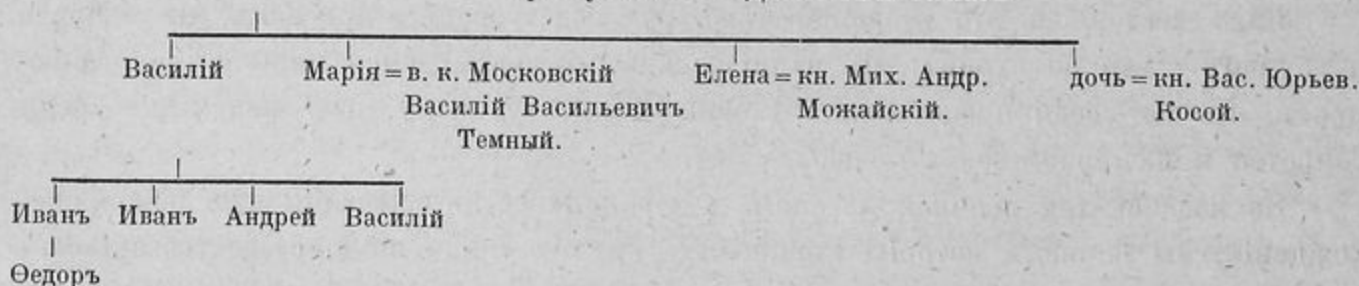 Василій Марія = в. к. Московскій Елена = кн. Мих. Андр. дочь = кн. Вас. Юрьев.
Василій Васильевичъ Можайскій. Косой.
Темный.
Иванъ Иванъ Андрей Василій
Ѳедоръ